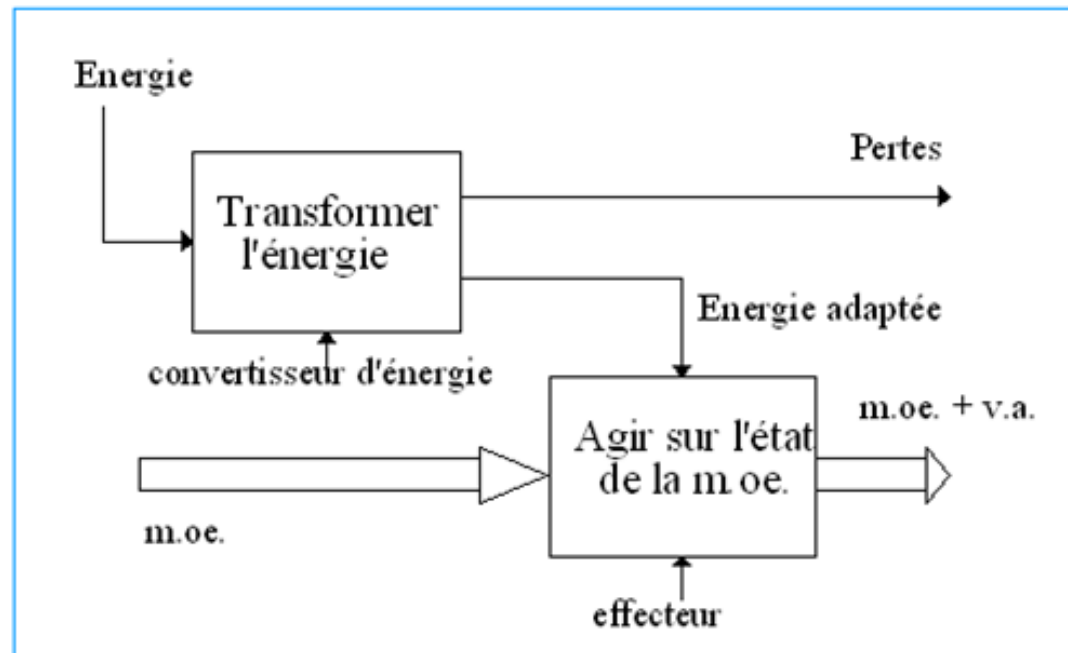 Energie
Pertes
Transformer
l'énergie
Energie adaptée
convertisseur d'énergie
m.oe. + v.a.
Agir sur l'état
de la m.oe.
m.oe.
effecteur